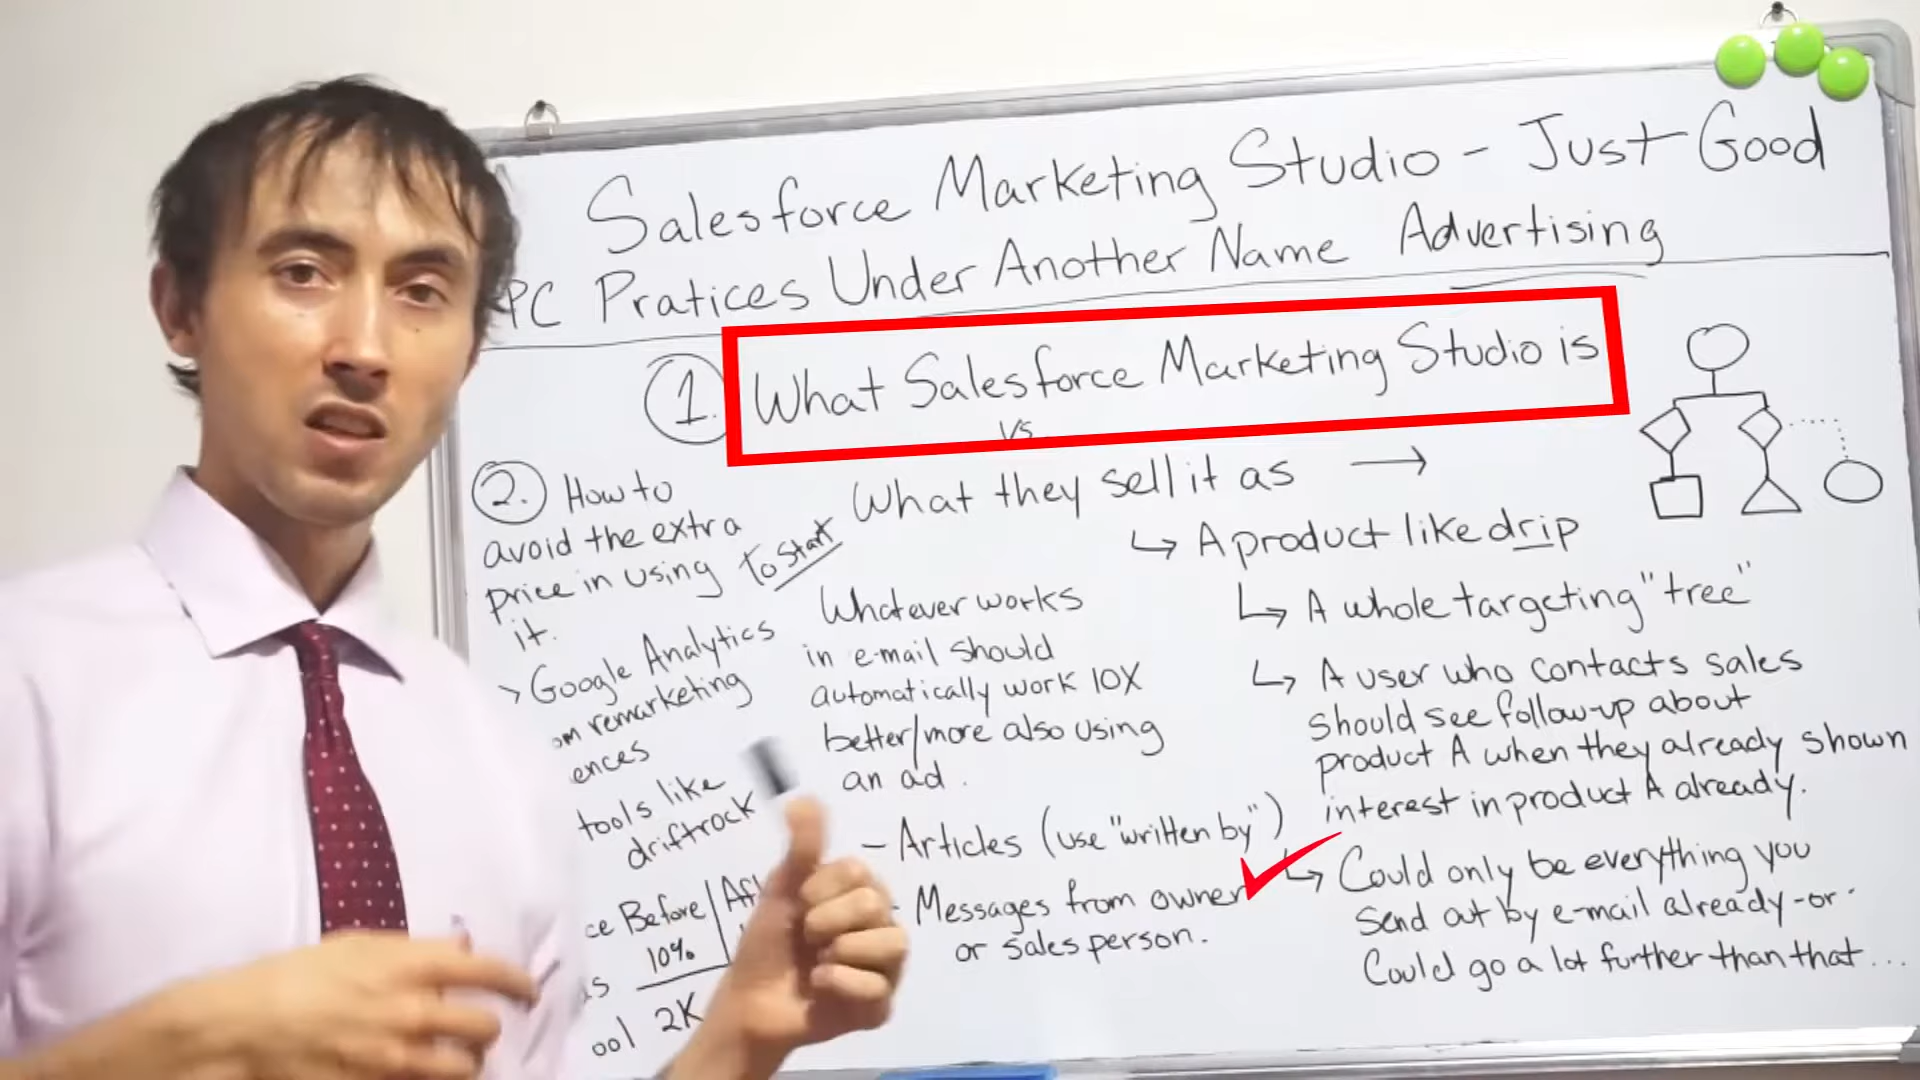 Salesforce Marketing Studio - Just Good
PC Pratices Under Another Name Advertising
1. What Salesforce Marketing Studio is
vs
What they sell it as →
↳ A product like drip
↳ A whole targeting "tree"
↳ A user who contacts sales
should see follow-up about
product A when they already shown
interest in product A already.
↳ Could only be everything you
send out by e-mail already -or-
Could go a lot further than that...
2. How to
avoid the extra
price in using
it.
to start
> Google Analytics
remarketing
tools like
driftrock
Before/
10%
2K
Whatever works
in e-mail should
automatically work 10X
better/more also using
an ad.
- Articles (use "written by")
- Messages from owner
or sales person.